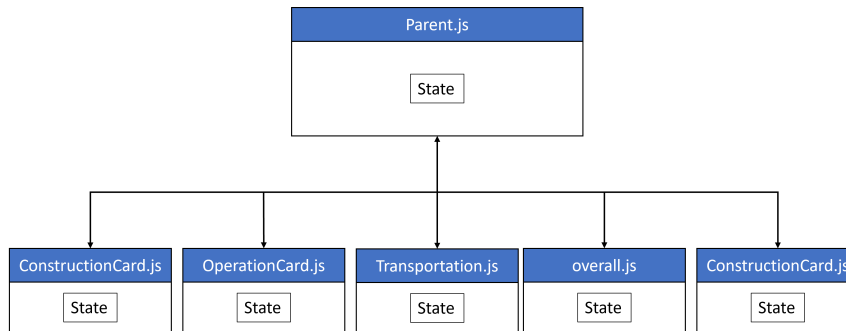 Parent.js
State
ConstructionCard.js
OperationCard.js
Transportation.js
overall.js
ConstructionCard.js
State
State
State
State
State